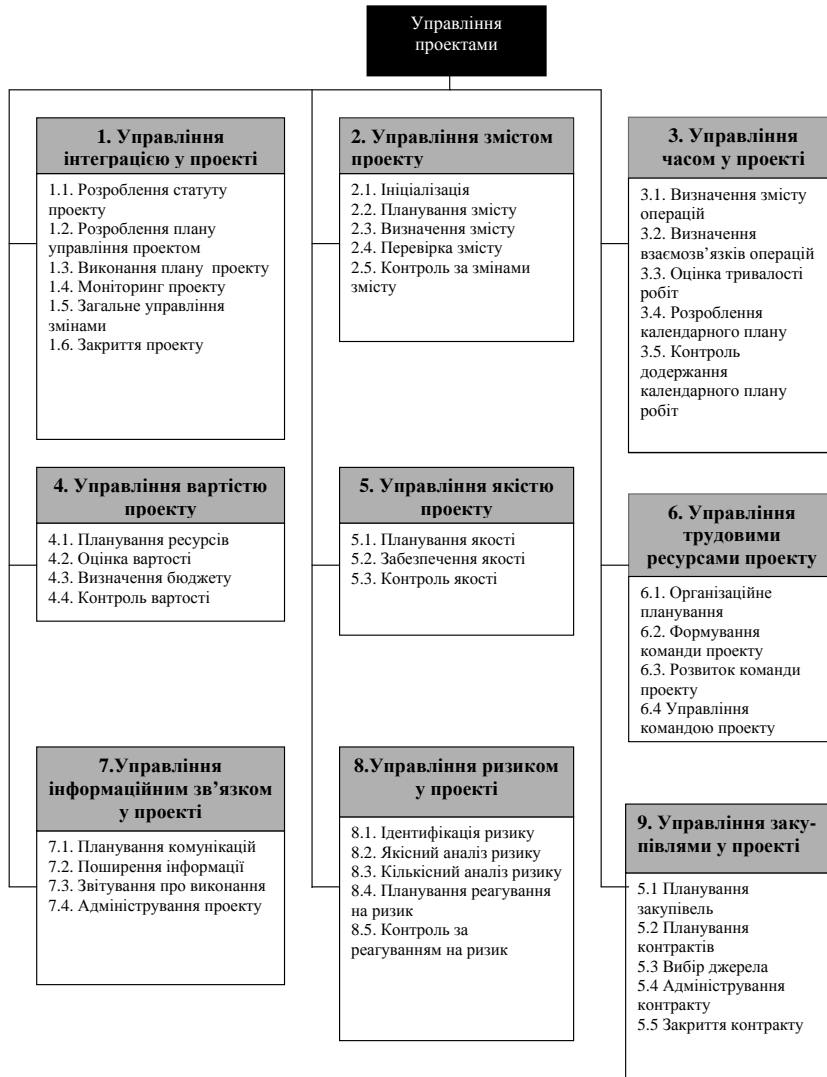 Управління
проектами
1. Управління
інтеграцією у проекті
1.1. Розроблення статуту
проекту
1.2. Розроблення плану
управління проектом
1.3. Виконання плану проекту
1.4. Моніторинг проекту
1.5. Загальне управління
змінами
1.6. Закриття проекту
2. Управління змістом
проекту
2.1. Ініціалізація
2.2. Планування змісту
2.3. Визначення змісту
2.4. Перевірка змісту
2.5. Контроль за змінами
змісту
3. Управління
часом у проекті
3.1. Визначення змісту
операцій
3.2. Визначення
взаємозв’язків операцій
3.3. Оцінка тривалості
робіт
3.4. Розроблення
календарного плану
3.5. Контроль
додержання
календарного плану
робіт
4. Управління вартістю
проекту
4.1. Планування ресурсів
4.2. Оцінка вартості
4.3. Визначення бюджету
4.4. Контроль вартості
5. Управління якістю
проекту
5.1. Планування якості
5.2. Забезпечення якості
5.3. Контроль якості
6. Управління
трудовими
ресурсами проекту
6.1. Організаційне
планування
6.2. Формування
команди проекту
6.3. Розвиток команди
проекту
6.4 Управління
командою проекту
7.Управління
інформаційним зв’язком
у проекті
7.1. Планування комунікацій
7.2. Поширення інформації
7.3. Звітування про виконання
7.4. Адміністрування проекту
8.Управління ризиком
у проекті
8.1. Ідентифікація ризику
8.2. Якісний аналіз ризику
8.3. Кількісний аналіз ризику
8.4. Планування реагування
на ризик
8.5. Контроль за
реагуванням на ризик
9. Управління заку-
півлями у проекті
5.1 Планування
закупівель
5.2 Планування
контрактів
5.3 Вибір джерела
5.4 Адміністрування
контракту
5.5 Закриття контракту